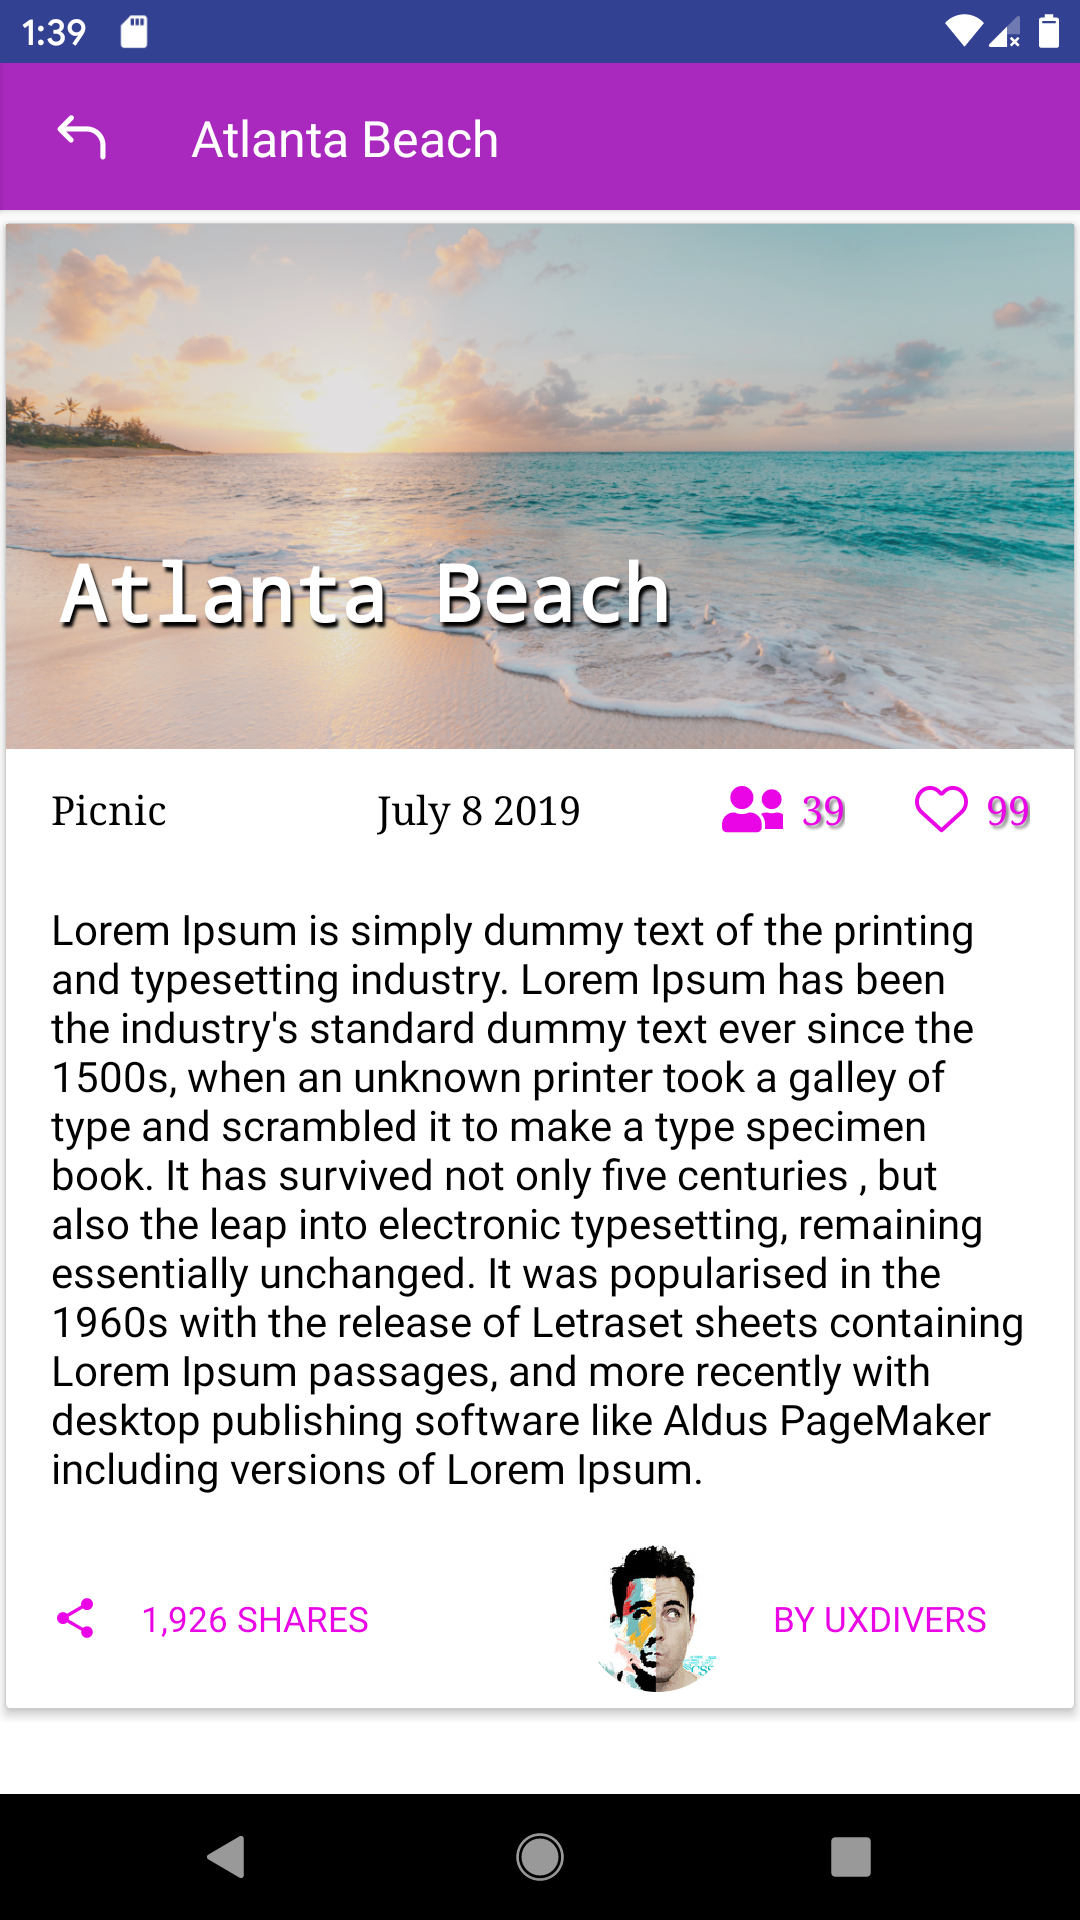 1:39
Atlanta Beach
Atlanta Beach
Picnic July 8 2019 39 99
Lorem Ipsum is simply dummy text of the printing
and typesetting industry. Lorem Ipsum has been
the industry's standard dummy text ever since the
1500s, when an unknown printer took a galley of
type and scrambled it to make a type specimen
book. It has survived not only five centuries , but
also the leap into electronic typesetting, remaining
essentially unchanged. It was popularised in the
1960s with the release of Letraset sheets containing
Lorem Ipsum passages, and more recently with
desktop publishing software like Aldus PageMaker
including versions of Lorem Ipsum.
1,926 SHARES BY UXDIVERS